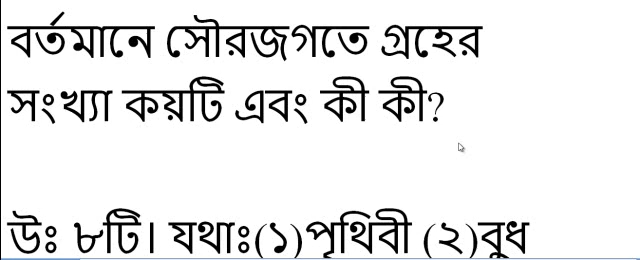 বর্তমানে সৌরজগতে গ্রহের
সংখ্যা কয়টি এবং কী কী?
উঃ ৮টি। যথাঃ(১)পৃথিবী (২)বুধ